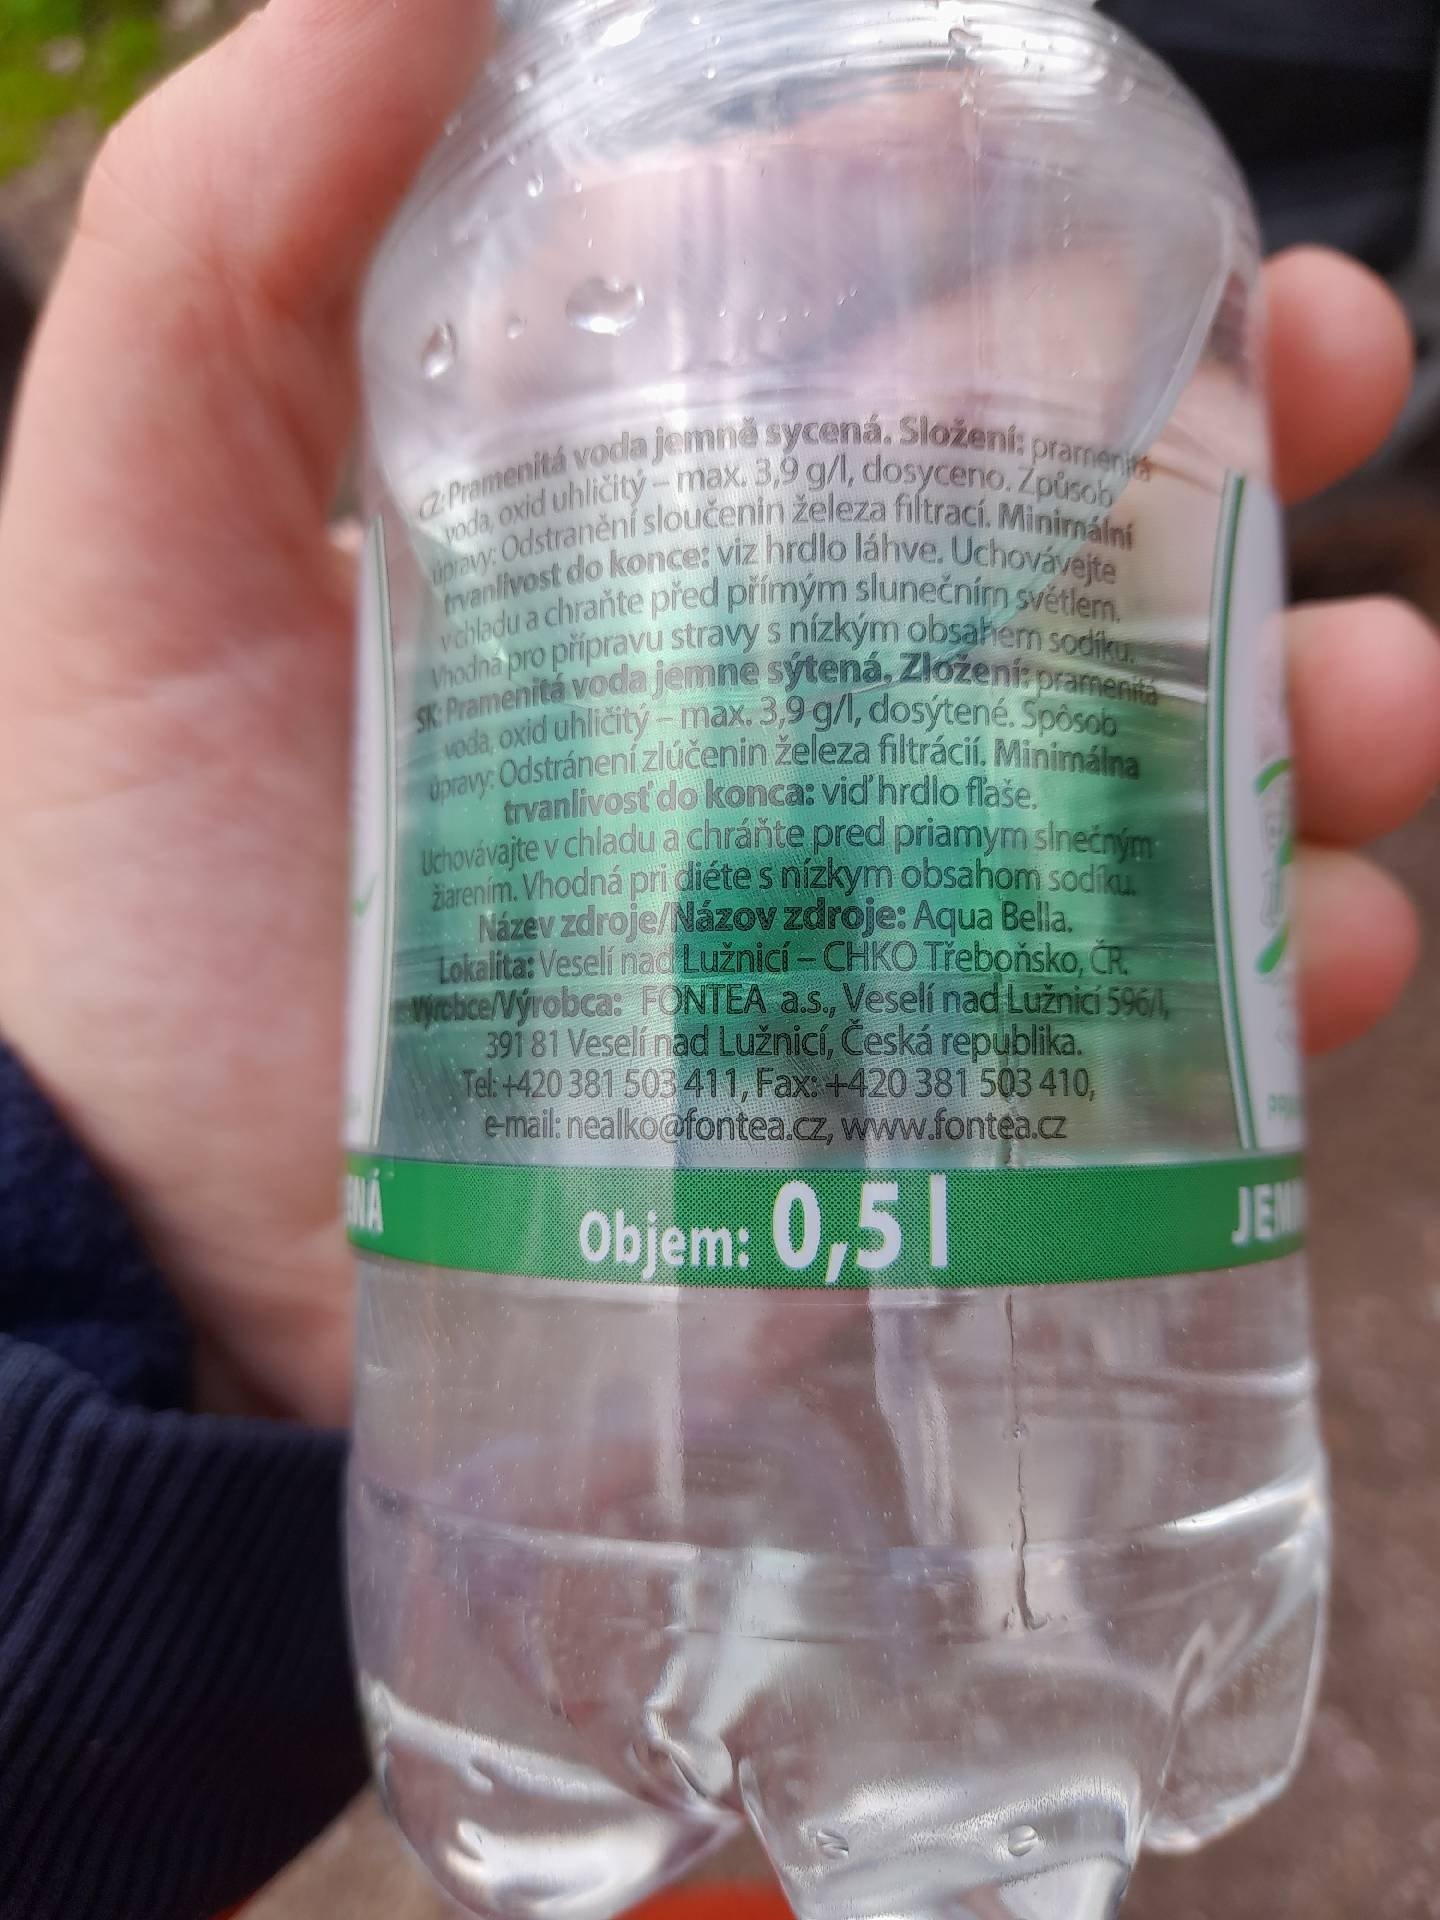 CZ: Pramenitá voda jemně sycená. Složení: pramenitá
voda, oxid uhličitý – max. 3,9 g/l, dosyceno. Způsob
úpravy: Odstranění sloučenin železa filtrací. Minimální
trvanlivost do konce: viz hrdlo láhve. Uchovávejte
v chladu a chraňte před přímým slunečním světlem.
Vhodná pro přípravu stravy s nízkým obsahem sodíku.
SK: Pramenitá voda jemne sýtená. Zložení: pramenitá
voda, oxid uhličitý – max. 3,9 g/l, dosýtené. Spôsob
úpravy: Odstránení zlúčenin železa filtrácií. Minimálna
trvanlivosť do konca: viď hrdlo fľaše.
Uchovávajte v chladu a chráňte pred priamym slnečným
žiarením. Vhodná pri diéte s nízkym obsahom sodíku.
Název zdroje/Názov zdroje: Aqua Bella.
Lokalita: Veselí nad Lužnicí – CHKO Třeboňsko, ČR.
Výrobce/Výrobca: FONTEA a.s., Veselí nad Lužnicí 596/I,
391 81 Veselí nad Lužnicí, Česká republika.
Tel: +420 381 503 411, Fax: +420 381 503 410,
e-mail: nealko@fontea.cz, www.fontea.cz
Objem: 0,5 l